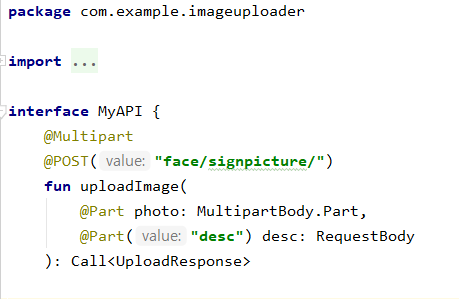 package com.example.imageuploader
import ...
interface MyAPI {
@Multipart
@POST( value: "face/signpicture/")
fun uploadImage(
@Part photo: MultipartBody.Part,
@Part( value: "desc") desc: RequestBody
): Call<UploadResponse>